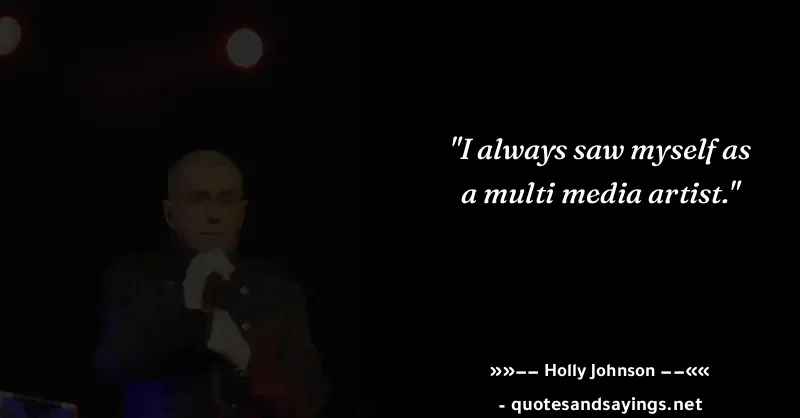 "I always saw myself as
a multi media artist."
»»–– Holly Johnson ––««
- quotesandsayings.net